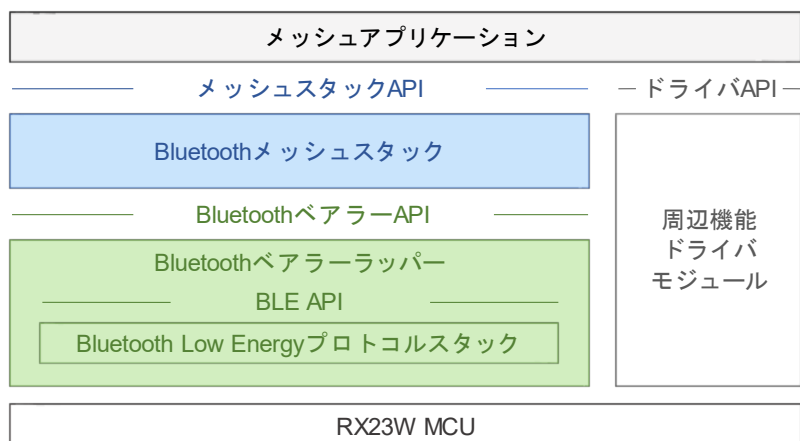 メッシュアプリケーション
メッシュスタックAPI
ドライバAPI
Bluetoothメッシュスタック
BluetoothベアラーAPI
周辺機能
ドライバ
モジュール
Bluetoothベアラーラッパー
BLE API
Bluetooth Low Energyプロトコルスタック
RX23W MCU